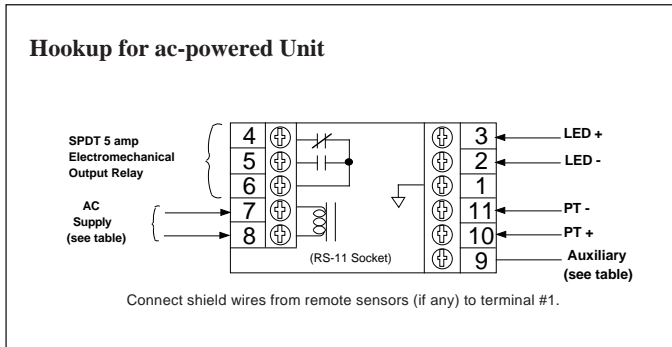 Hookup for ac-powered Unit
SPDT 5 amp
Electromechanical
Output Relay
AC
Supply
(see table)
4
5
6
7
8
(RS-11 Socket)
3
2
1
11
10
9
LED +
LED -
PT -
PT +
Auxiliary
(see table)
Connect shield wires from remote sensors (if any) to terminal #1.